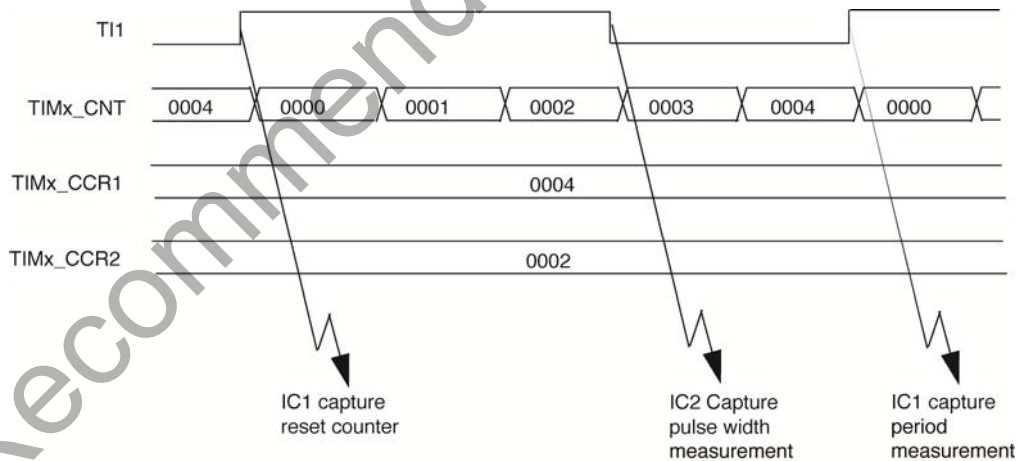 TI1
TIMx_CNT 0004 0000 0001 0002 0003 0004 0000
TIMx_CCR1 0004
TIMx_CCR2 0002
IC1 capture
reset counter
IC2 Capture
pulse width
measurement
IC1 capture
period
measurement
Recommend